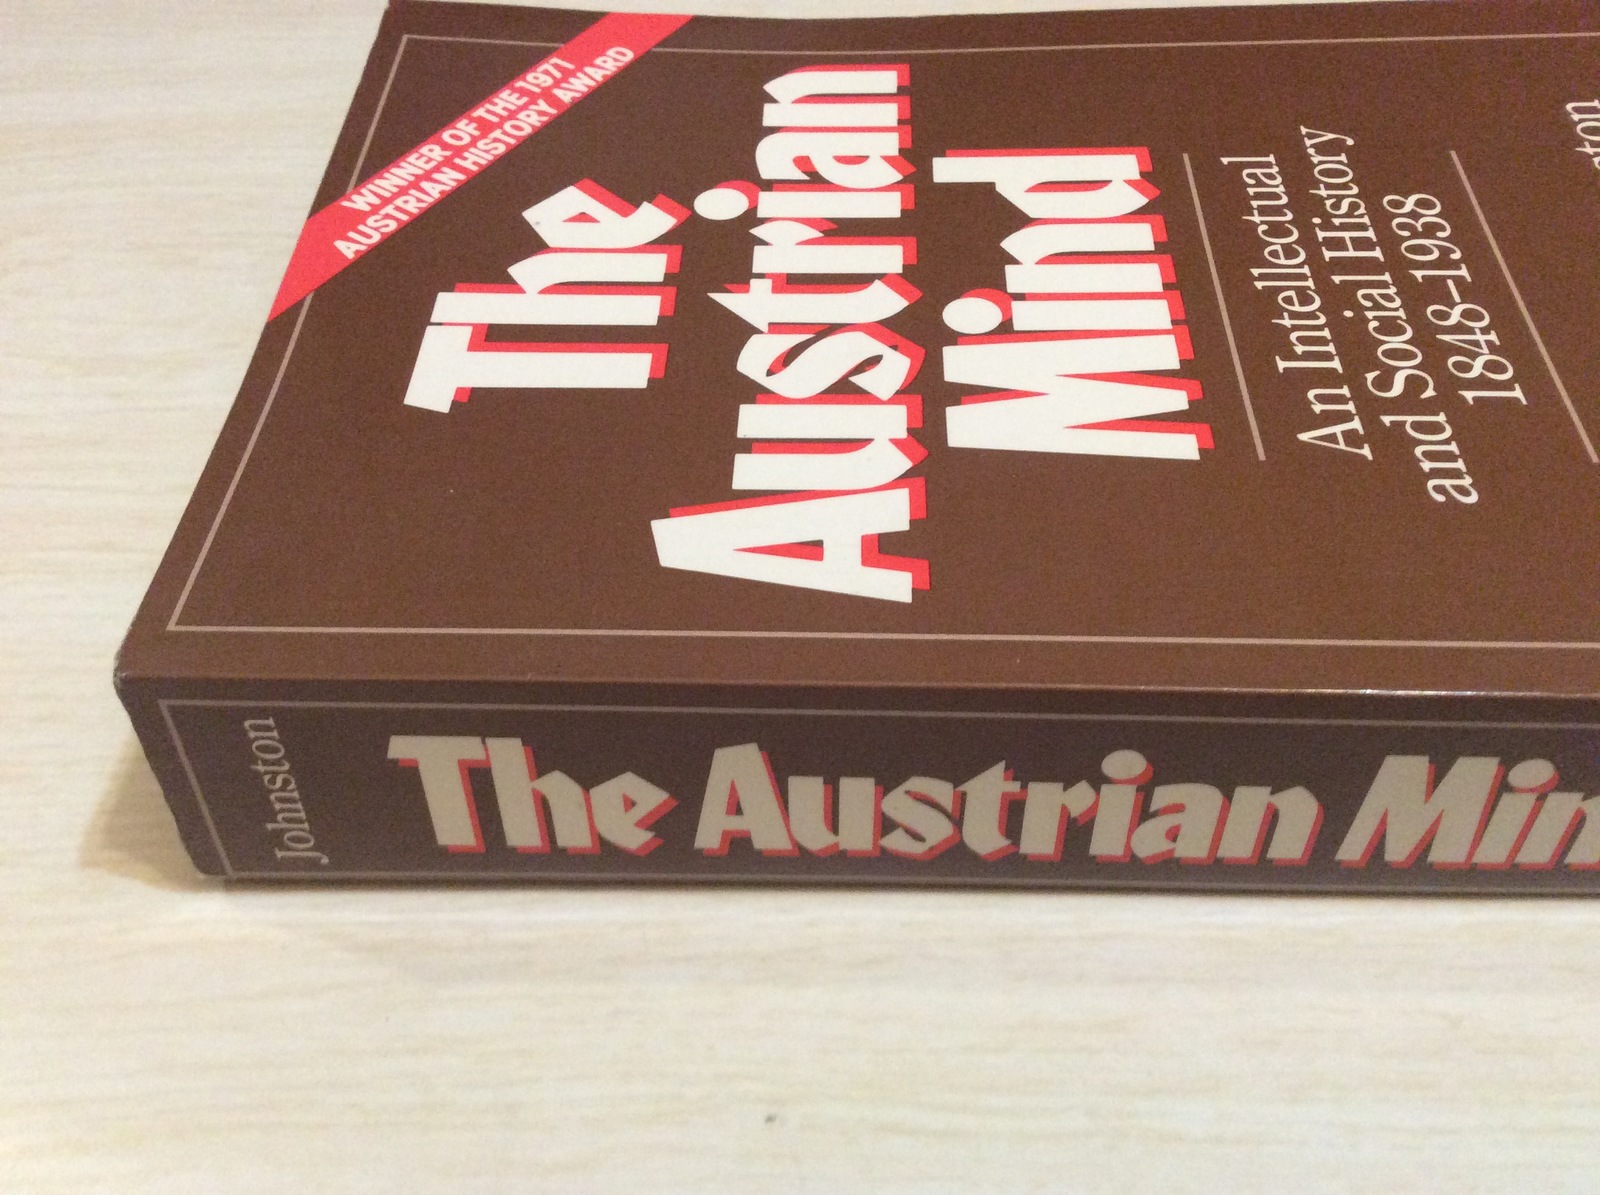 WINNER OF THE 1971
AUSTRIAN HISTORY AWARD
The
Austrian
Mind
An Intellectual
and Social History
1848–1938
Johnston
The Austrian